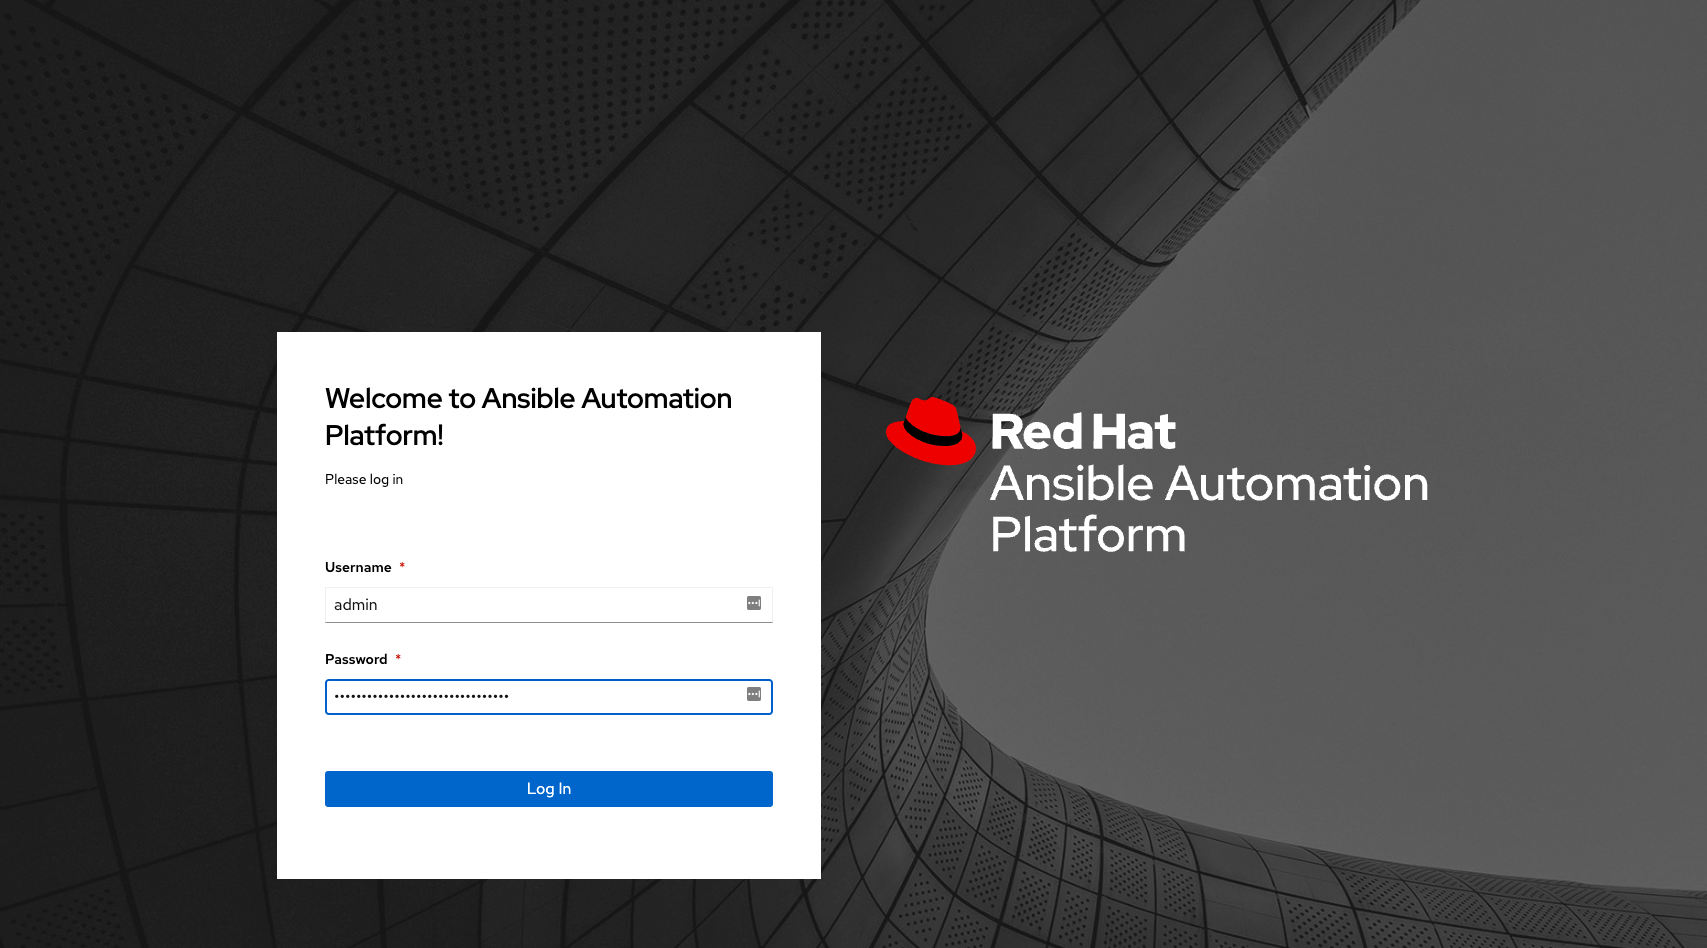 Welcome to Ansible Automation
Platform!
Please log in
Username *
admin
Password *
••••••••••••••••••••••••••••••••
Log In
Red Hat
Ansible Automation
Platform